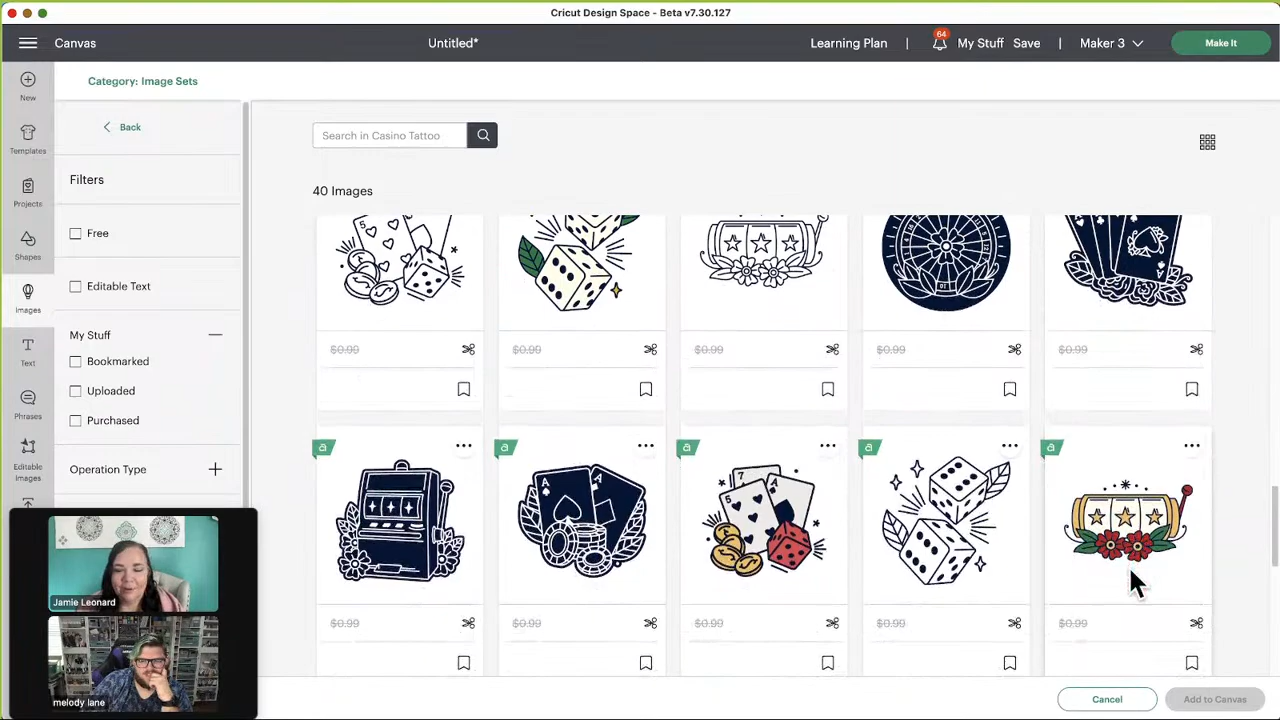 Cricut Design Space - Beta v7.30.127
Canvas
Untitled*
Learning Plan
|
64
My Stuff
Save
|
Maker 3
Make It
New
Templates
Projects
Shapes
Images
Text
Phrases
Editable
Images
Category: Image Sets
Back
Filters
Free
Editable Text
My Stuff
Bookmarked
Uploaded
Purchased
Operation Type
Search in Casino Tattoo
40 Images
$0.99
$0.99
$0.99
$0.99
$0.99
a
a
a
a
a
$0.99
$0.99
$0.99
$0.99
$0.99
Jamie Leonard
melody lane
Cancel
Add to Canvas